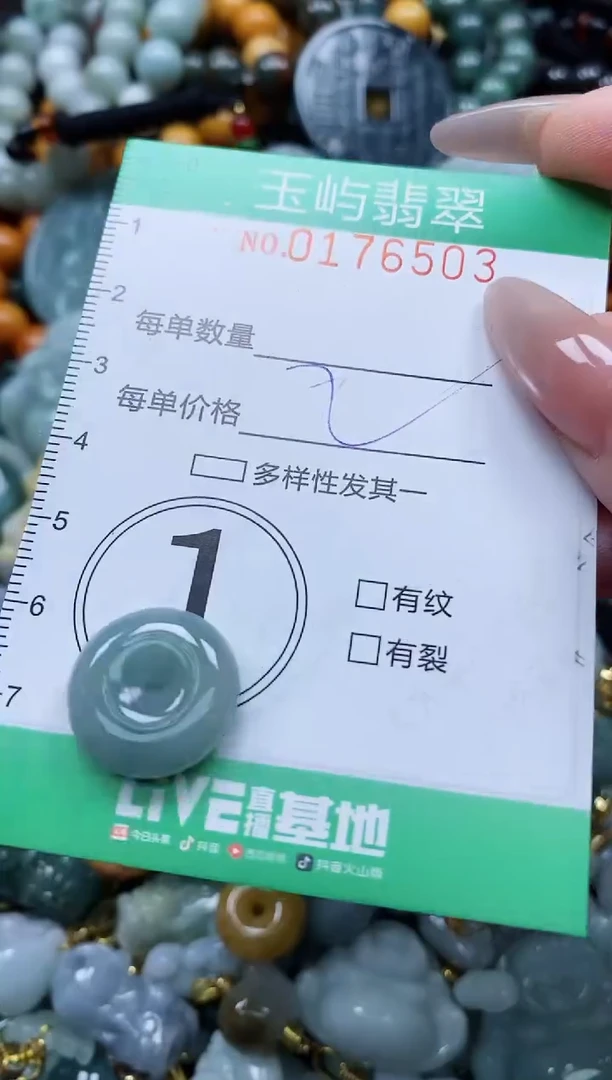 玉屿翡翠
NO.0176503
1
2
每单数量
3
每单价格
4
多样性发其一
5
1
6
有纹
有裂
7
LIVE直播基地
今日头条 抖音 西瓜视频 抖音火山版